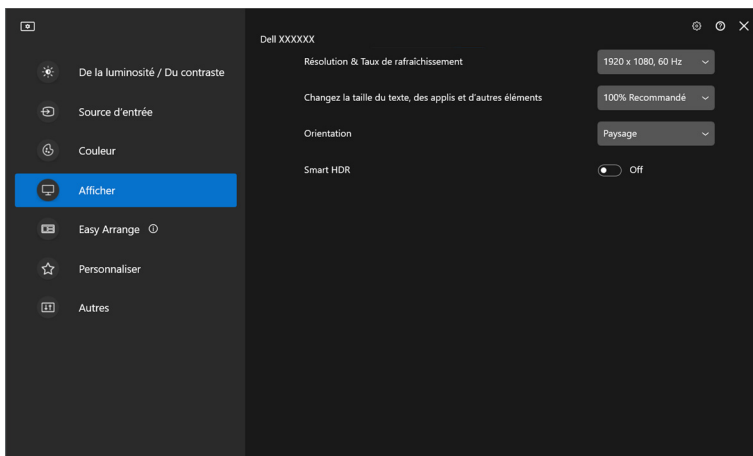 Dell XXXXXX
De la luminosité / Du contraste
Source d'entrée
Couleur
Afficher
Easy Arrange
Personnaliser
Autres
Résolution & Taux de rafraîchissement
1920 x 1080, 60 Hz
Changez la taille du texte, des applis et d'autres éléments
100% Recommandé
Orientation
Paysage
Smart HDR
Off